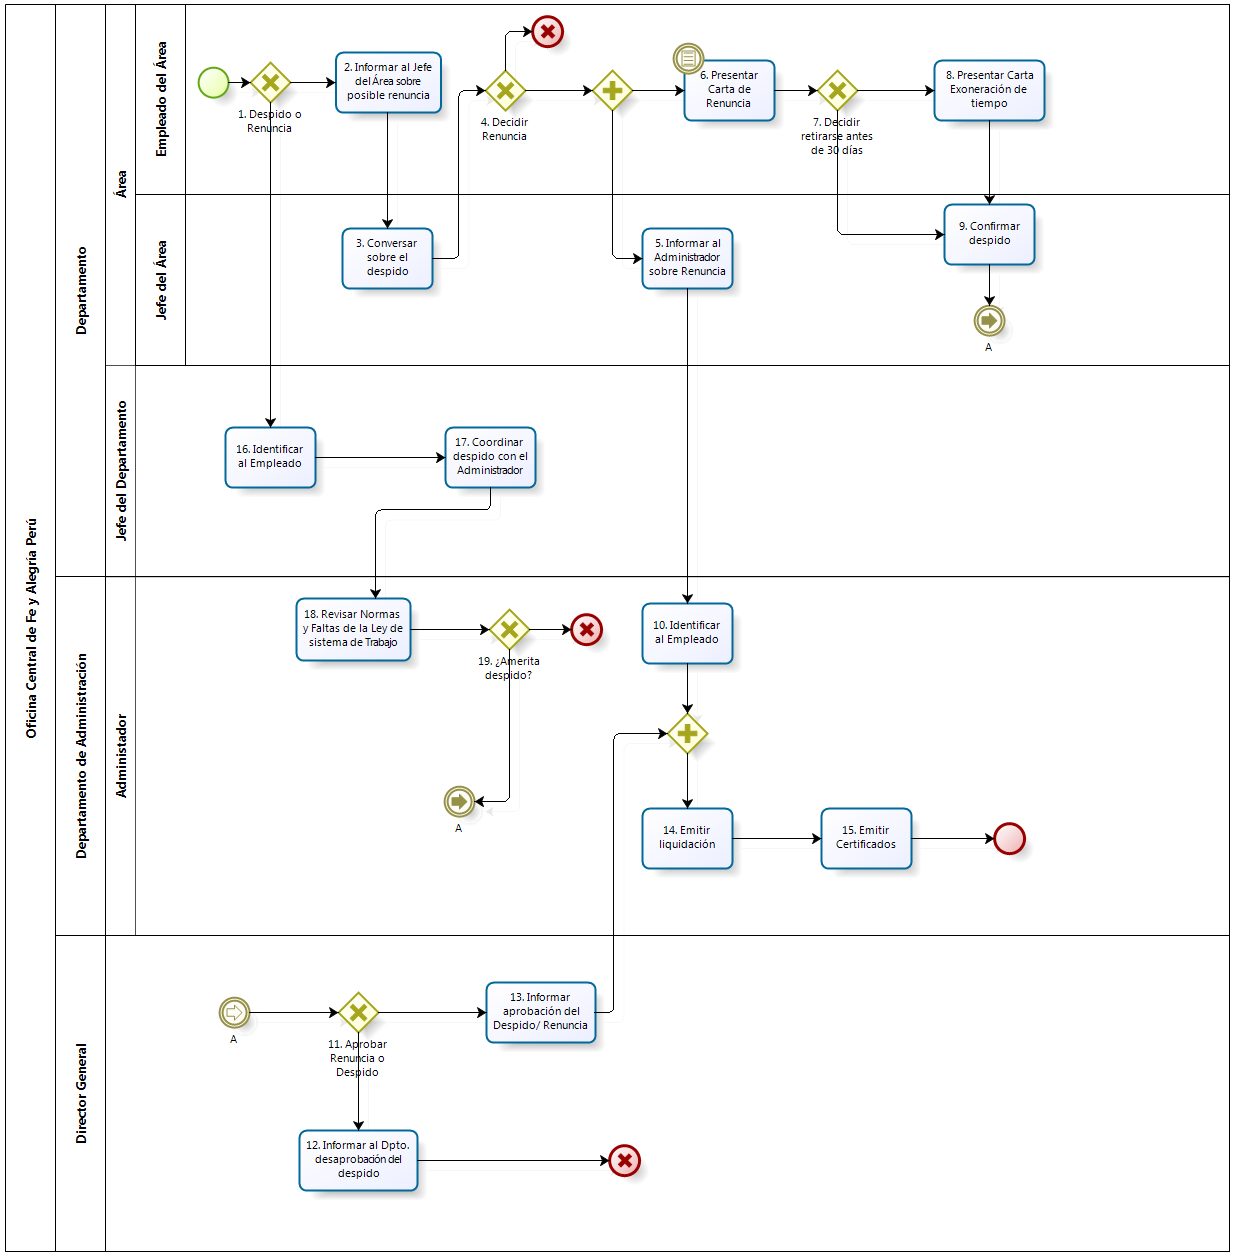 Oficina Central de Fe y Alegría Perú
Departamento
Área
Empleado del Área
1. Despido o
Renuncia
2. Informar al Jefe
del Área sobre
posible renuncia
4. Decidir
Renuncia
6. Presentar
Carta de
Renuncia
7. Decidir
retirarse antes
de 30 días
8. Presentar Carta
Exoneración de
tiempo
Jefe del Área
3. Conversar
sobre el
despido
5. Informar al
Administrador
sobre Renuncia
9. Confirmar
despido
A
Jefe del Departamento
16. Identificar
al Empleado
17. Coordinar
despido con el
Administrador
Departamento de Administración
Administador
18. Revisar Normas
y Faltas de la Ley de
sistema de Trabajo
19. ¿Amerita
despido?
A
10. Identificar
al Empleado
14. Emitir
liquidación
15. Emitir
Certificados
Director General
A
11. Aprobar
Renuncia o
Despido
13. Informar
aprobación del
Despido/ Renuncia
12. Informar al Dpto.
desaprobación del
despido